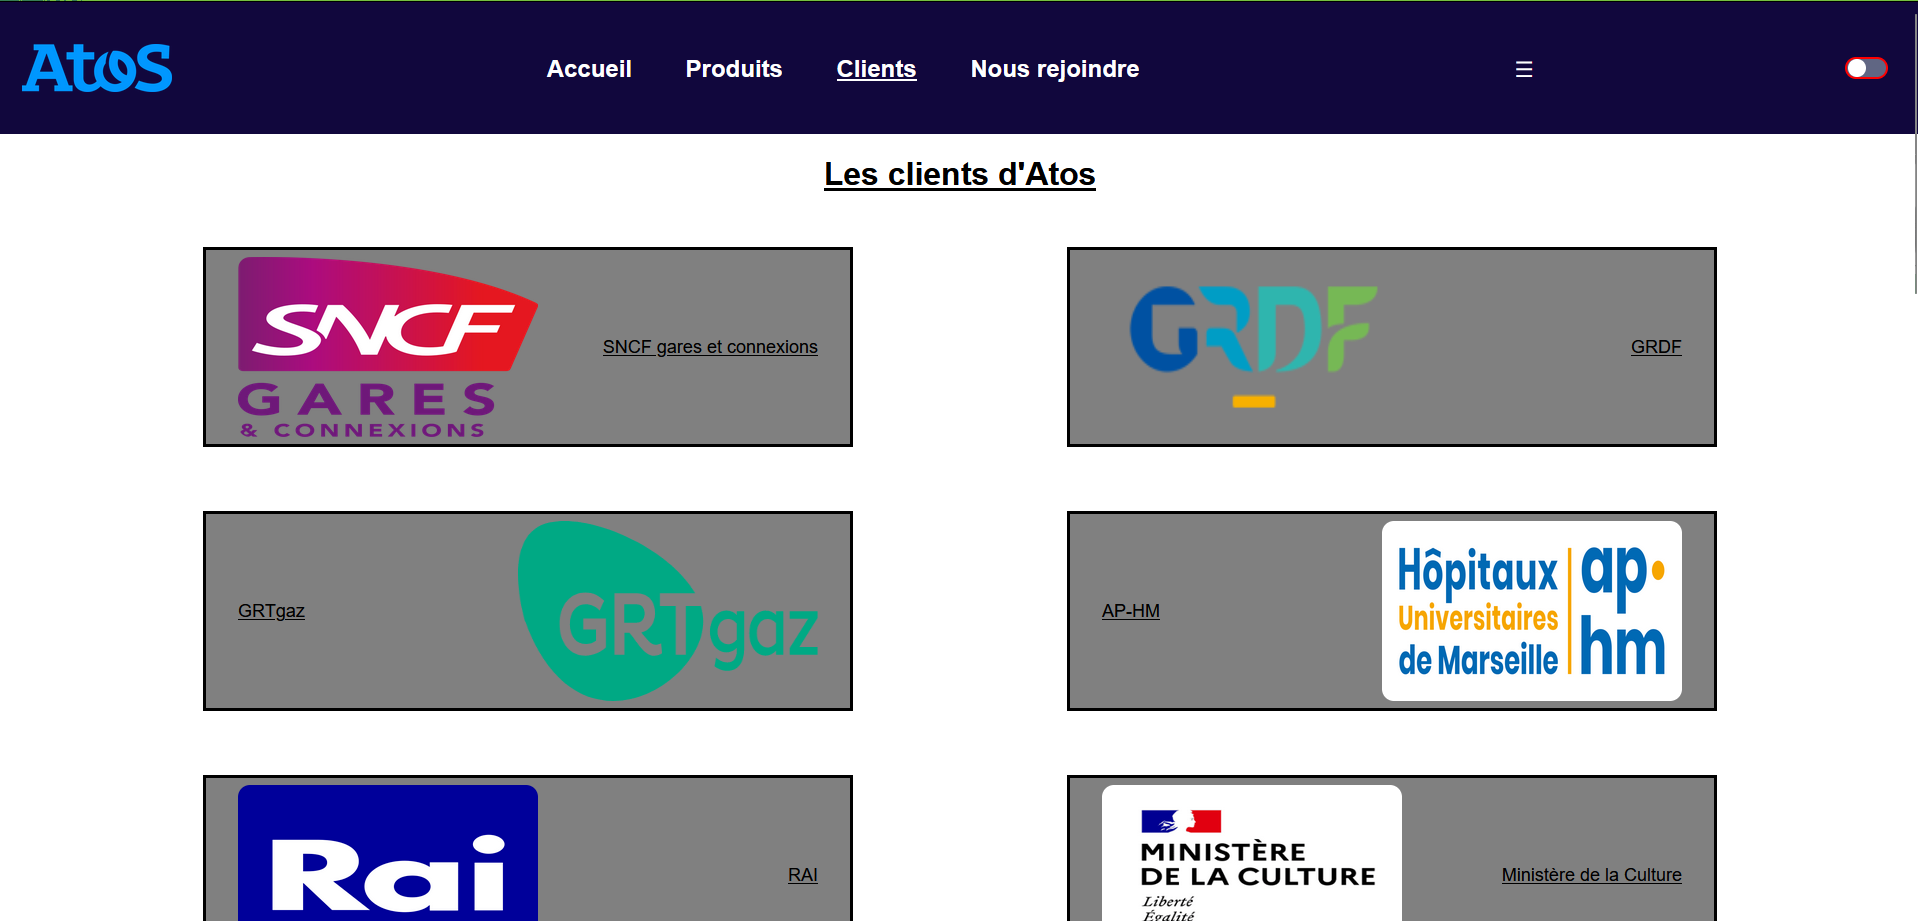 Atos
Accueil Produits Clients Nous rejoindre
Les clients d'Atos
SNCF
GARES
& CONNEXIONS
SNCF gares et connexions
GRDF
GRDF
GRTgaz
GRTgaz
AP-HM
Hôpitaux
Universitaires
de Marseille
ap.
hm
Rai
RAI
MINISTÈRE
DE LA CULTURE
Liberté
Égalité
Ministère de la Culture